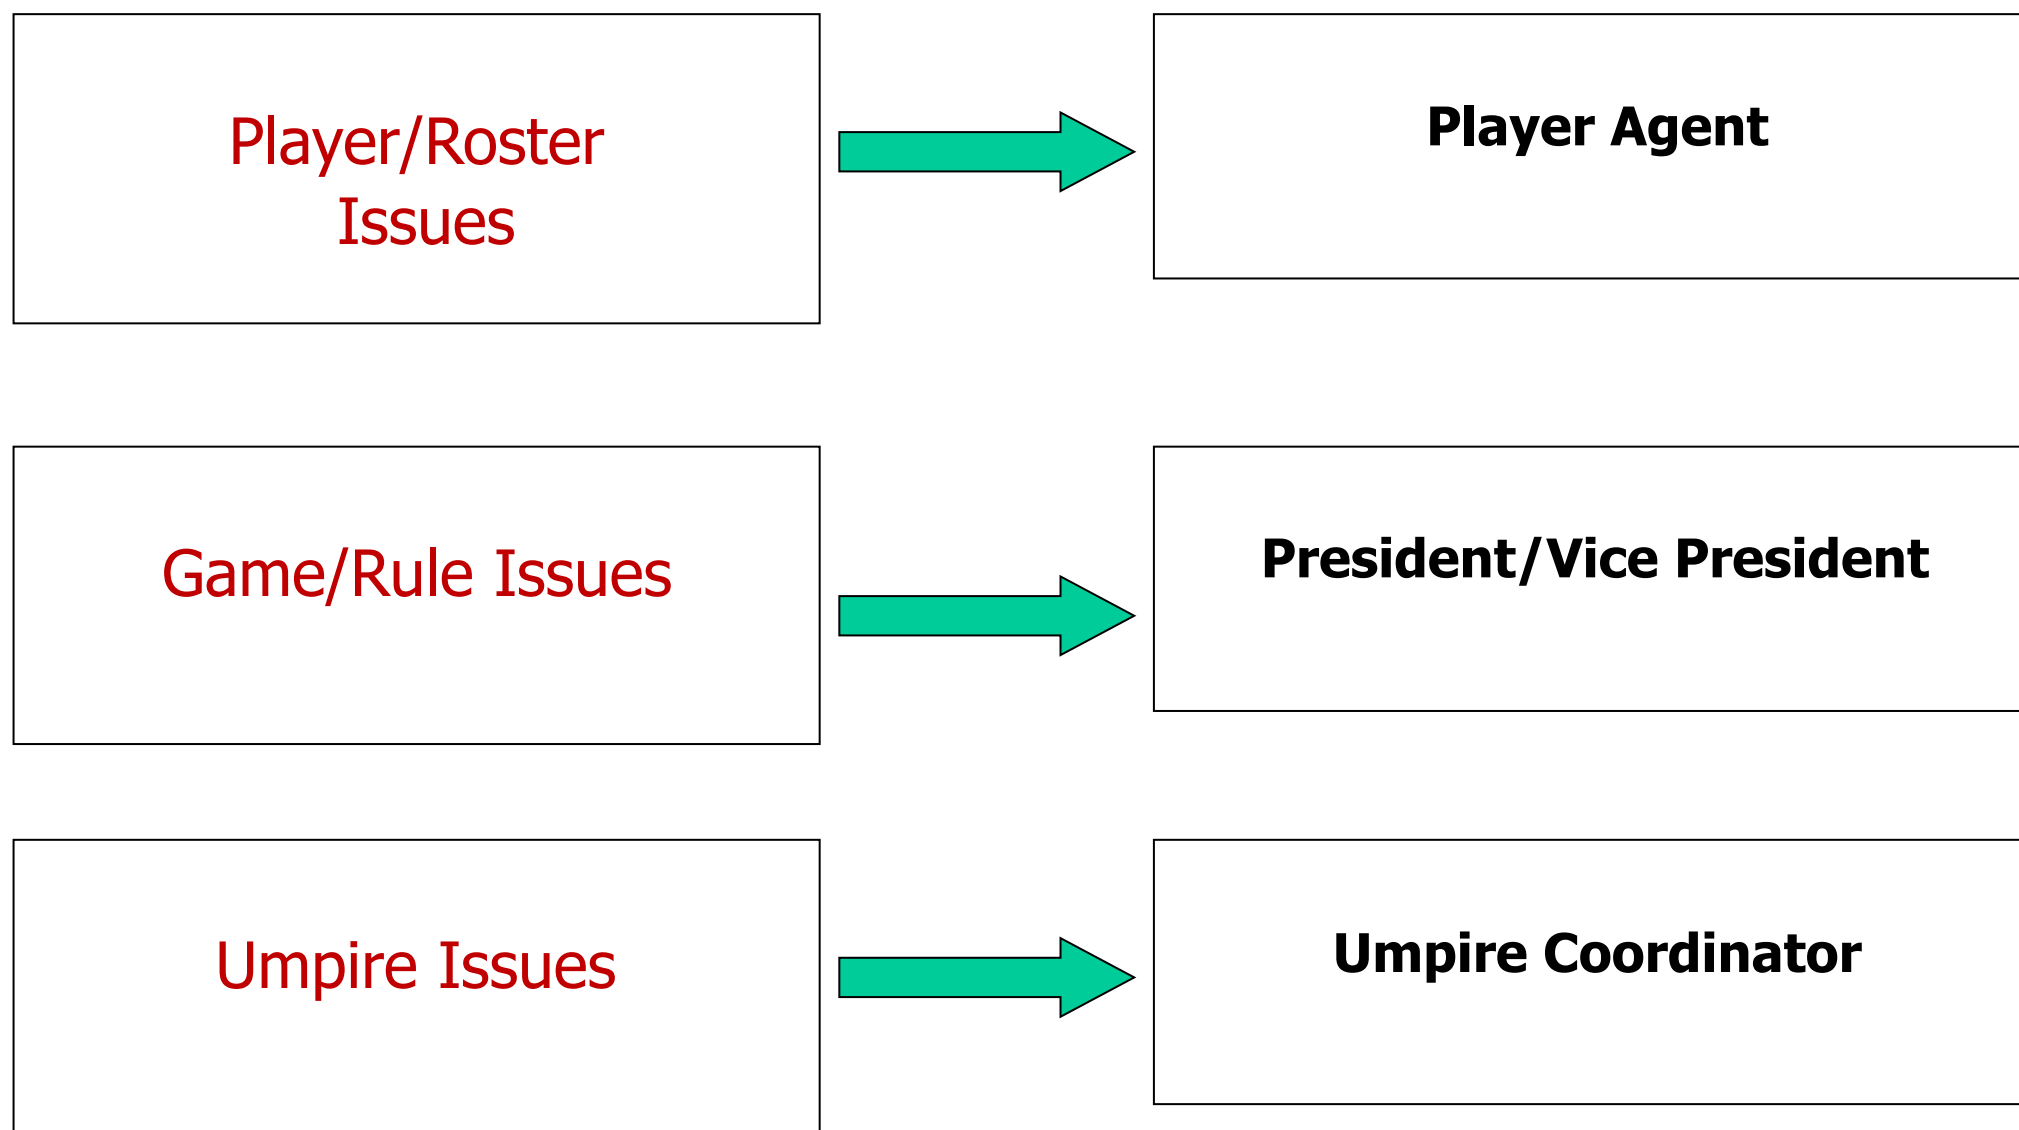 Player/Roster
Issues
Player Agent
Game/Rule Issues
President/Vice President
Umpire Issues
Umpire Coordinator